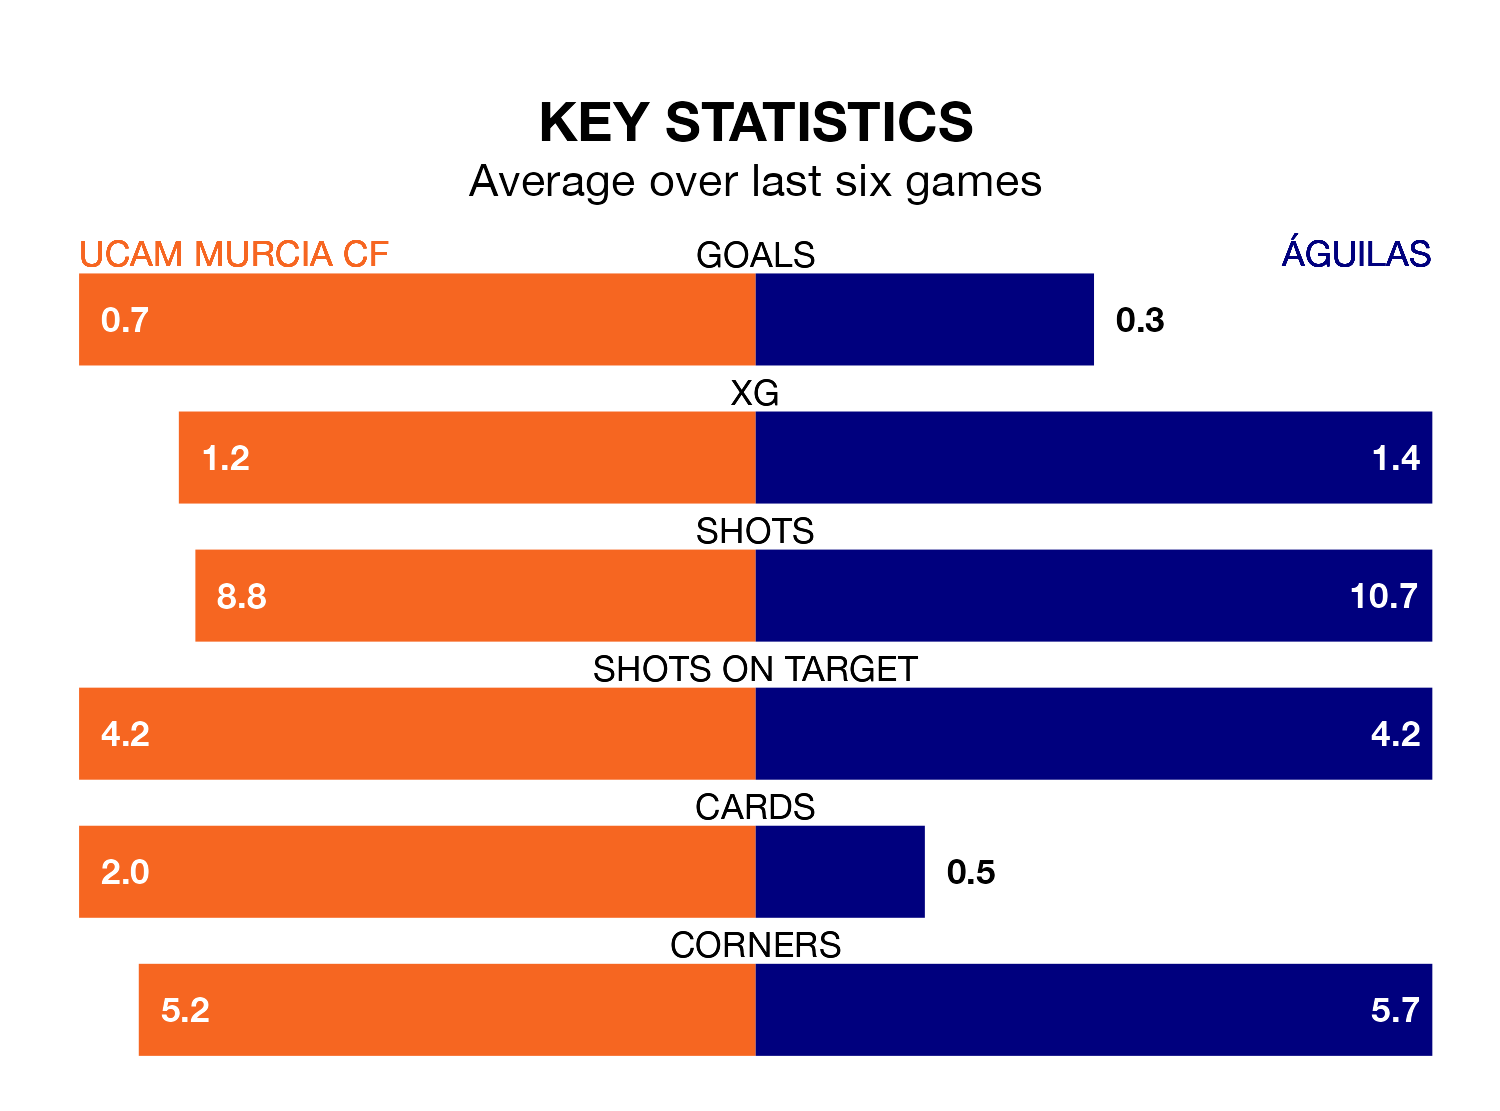 KEY STATISTICS
Average over last six games
UCAM MURCIA CF GOALS ÁGUILAS
0.7 0.3
XG
1.2 1.4
SHOTS
8.8 10.7
SHOTS ON TARGET
4.2 4.2
CARDS
2.0 0.5
CORNERS
5.2 5.7